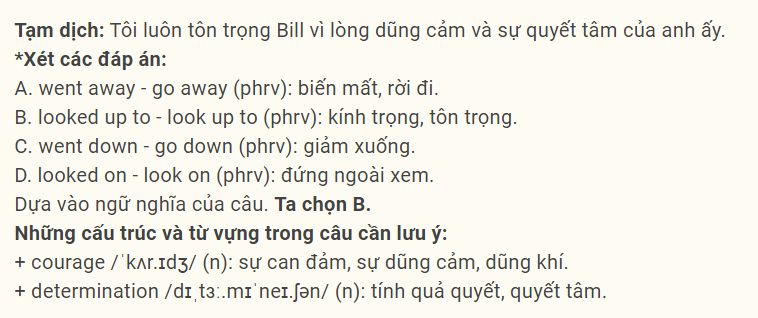 Tạm dịch: Tôi luôn tôn trọng Bill vì lòng dũng cảm và sự quyết tâm của anh ấy.
*Xét các đáp án:
A. went away - go away (phrv): biến mất, rời đi.
B. looked up to - look up to (phrv): kính trọng, tôn trọng.
C. went down - go down (phrv): giảm xuống.
D. looked on - look on (phrv): đứng ngoài xem.
Dựa vào ngữ nghĩa của câu. Ta chọn B.
Những cấu trúc và từ vựng trong câu cần lưu ý:
+ courage /ˈkʌr.ɪdʒ/ (n): sự can đảm, sự dũng cảm, dũng khí.
+ determination /dɪˌtɜː.mɪˈneɪ.ʃən/ (n): tính quả quyết, quyết tâm.